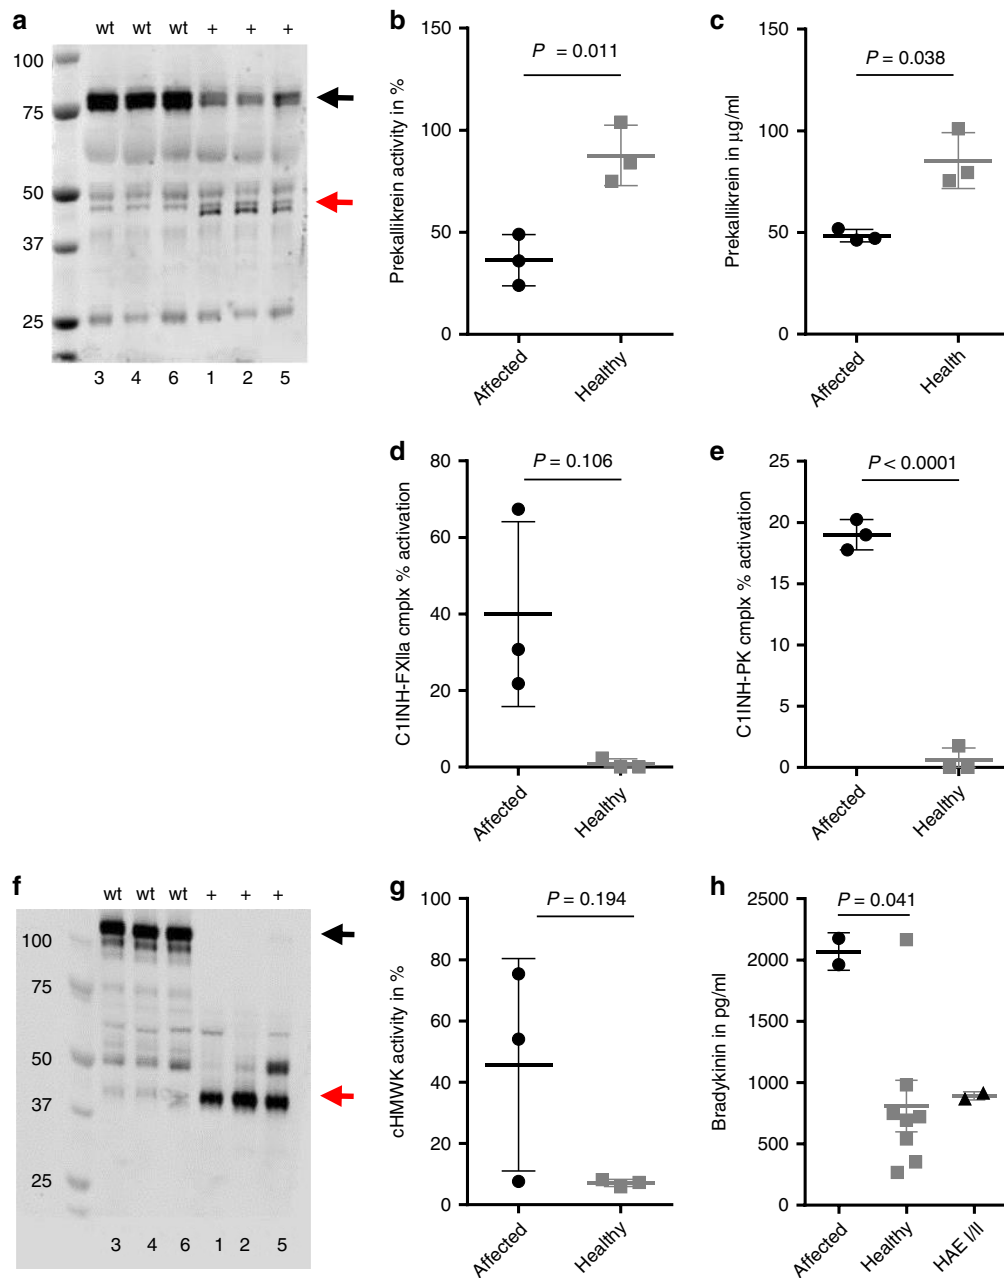 a
wt wt wt + + +
100
75
50
37
25
3 4 6 1 2 5
b
150
100
50
0
Prekallikrein activity in %
P = 0.011
Affected
Healthy
c
150
100
50
0
Prekallikrein in µg/ml
P = 0.038
Affected
Health
d
80
60
40
20
0
C1INH-FXIIa cmplx % activation
P = 0.106
Affected
Healthy
e
25
20
15
10
5
0
C1INH-PK cmplx % activation
P < 0.0001
Affected
Healthy
f
wt wt wt + + +
100
75
50
37
25
3 4 6 1 2 5
g
100
80
60
40
20
0
cHMWK activity in %
P = 0.194
Affected
Healthy
h
2500
2000
1500
1000
500
0
Bradykinin in pg/ml
P = 0.041
Affected
Healthy
HAE I/II